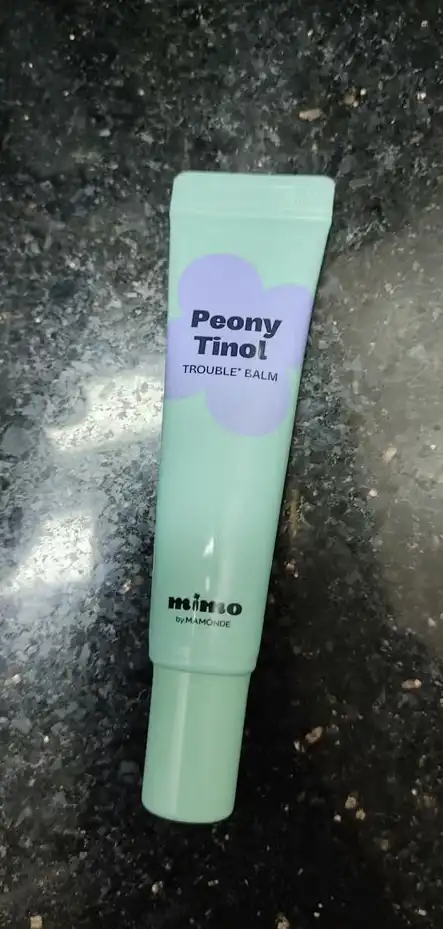 Peony
Tinol
TROUBLE* BALM
mimo
by MAMONDE